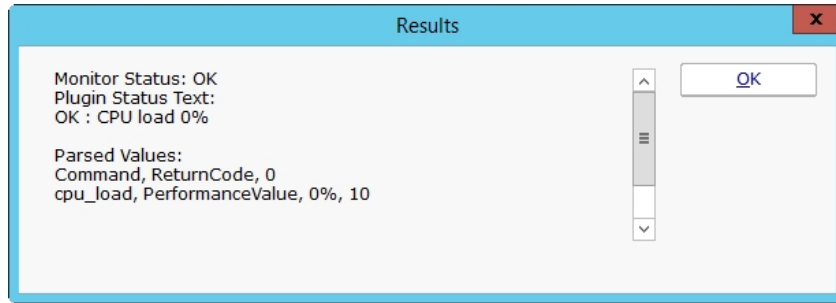 Results
x
Monitor Status: OK
Plugin Status Text:
OK : CPU load 0%
Parsed Values:
Command, ReturnCode, 0
cpu_load, PerformanceValue, 0%, 10
OK